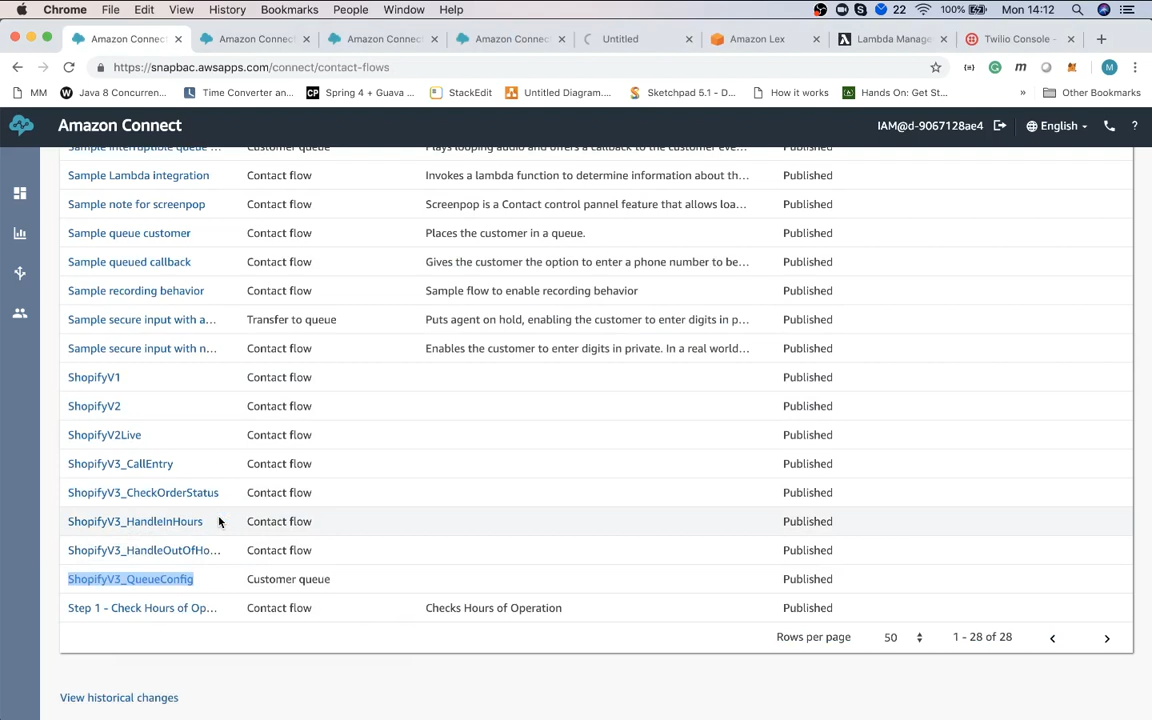 Chrome File Edit View History Bookmarks People Window Help 22 100% Mon 14:12
Amazon Connect Amazon Connect Amazon Connect Amazon Connect Untitled Amazon Lex Lambda Manage Twilio Console -
https://snapbac.awsapps.com/connect/contact-flows
MM Java 8 Concurren... Time Converter an... Spring 4 + Guava ... StackEdit Untitled Diagram.... Sketchpad 5.1 - D... How it works Hands On: Get St... » Other Bookmarks
Amazon Connect IAM@d-9067128ae4 English ?
Sample interruptible queue ... Customer queue Plays looping audio and offers a callback to the customer eve... Published
Sample Lambda integration Contact flow Invokes a lambda function to determine information about th... Published
Sample note for screenpop Contact flow Screenpop is a Contact control pannel feature that allows loa... Published
Sample queue customer Contact flow Places the customer in a queue. Published
Sample queued callback Contact flow Gives the customer the option to enter a phone number to be... Published
Sample recording behavior Contact flow Sample flow to enable recording behavior Published
Sample secure input with a... Transfer to queue Puts agent on hold, enabling the customer to enter digits in p... Published
Sample secure input with n... Contact flow Enables the customer to enter digits in private. In a real world... Published
ShopifyV1 Contact flow Published
ShopifyV2 Contact flow Published
ShopifyV2Live Contact flow Published
ShopifyV3_CallEntry Contact flow Published
ShopifyV3_CheckOrderStatus Contact flow Published
ShopifyV3_HandleInHours Contact flow Published
ShopifyV3_HandleOutOfHo... Contact flow Published
ShopifyV3_QueueConfig Customer queue Published
Step 1 - Check Hours of Op... Contact flow Checks Hours of Operation Published
Rows per page 50 1 - 28 of 28
View historical changes